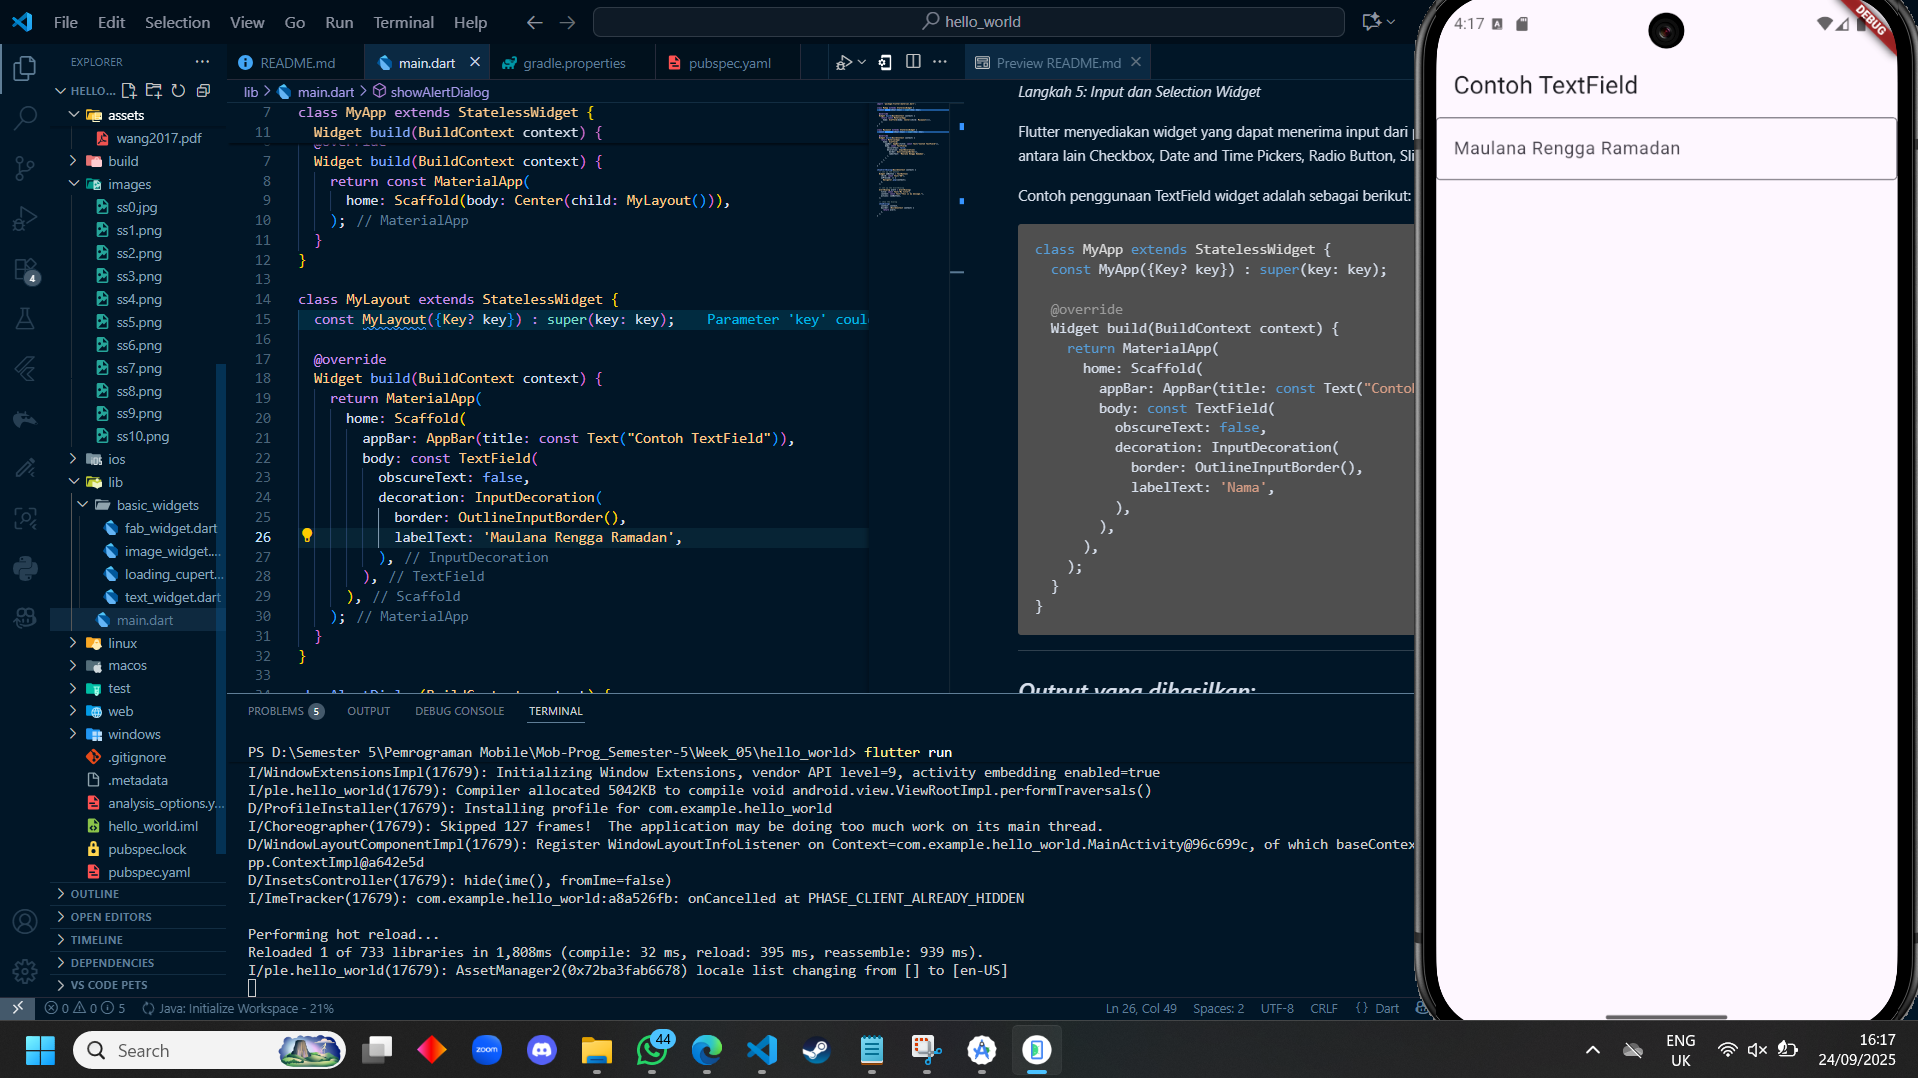 File Edit Selection View Go Run Terminal Help
hello_world
EXPLORER
HELLO...
assets
wang2017.pdf
build
images
ss0.jpg
ss1.png
ss2.png
ss3.png
ss4.png
ss5.png
ss6.png
ss7.png
ss8.png
ss9.png
ss10.png
ios
lib
basic_widgets
fab_widget.dart
image_widget....
loading_cupert...
text_widget.dart
main.dart
linux
macos
test
web
windows
.gitignore
.metadata
analysis_options.y...
hello_world.iml
pubspec.lock
pubspec.yaml
OUTLINE
OPEN EDITORS
TIMELINE
DEPENDENCIES
VS CODE PETS
4
README.md main.dart gradle.properties pubspec.yaml
lib > main.dart > showAlertDialog
7 class MyApp extends StatelessWidget {
11 Widget build(BuildContext context) {
7 Widget build(BuildContext context) {
8 return const MaterialApp(
9 home: Scaffold(body: Center(child: MyLayout())),
10 ); // MaterialApp
11 }
12 }
13
14 class MyLayout extends StatelessWidget {
15 const MyLayout({Key? key}) : super(key: key); Parameter 'key' coul
16
17 @override
18 Widget build(BuildContext context) {
19 return MaterialApp(
20 home: Scaffold(
21 appBar: AppBar(title: const Text("Contoh TextField")),
22 body: const TextField(
23 obscureText: false,
24 decoration: InputDecoration(
25 border: OutlineInputBorder(),
26 labelText: 'Maulana Rengga Ramadan',
27 ), // InputDecoration
28 ), // TextField
29 ), // Scaffold
30 ); // MaterialApp
31 }
32 }
33
Preview README.md
Langkah 5: Input dan Selection Widget
Flutter menyediakan widget yang dapat menerima input dari
antara lain Checkbox, Date and Time Pickers, Radio Button, Sli
Contoh penggunaan TextField widget adalah sebagai berikut:
class MyApp extends StatelessWidget {
const MyApp({Key? key}) : super(key: key);
@override
Widget build(BuildContext context) {
return MaterialApp(
home: Scaffold(
appBar: AppBar(title: const Text("Conto
body: const TextField(
obscureText: false,
decoration: InputDecoration(
border: OutlineInputBorder(),
labelText: 'Nama',
),
),
),
);
}
}
Output yang dihasilkan:
PROBLEMS 5 OUTPUT DEBUG CONSOLE TERMINAL
PS D:\Semester 5\Pemrograman Mobile\Mob-Prog_Semester-5\Week_05\hello_world> flutter run
I/WindowExtensionsImpl(17679): Initializing Window Extensions, vendor API level=9, activity embedding enabled=true
I/ple.hello_world(17679): Compiler allocated 5042KB to compile void android.view.ViewRootImpl.performTraversals()
D/ProfileInstaller(17679): Installing profile for com.example.hello_world
I/Choreographer(17679): Skipped 127 frames! The application may be doing too much work on its main thread.
D/WindowLayoutComponentImpl(17679): Register WindowLayoutInfoListener on Context=com.example.hello_world.MainActivity@96c699c, of which baseContex
pp.ContextImpl@a642e5d
D/InsetsController(17679): hide(ime(), fromIme=false)
I/ImeTracker(17679): com.example.hello_world:a8a526fb: onCancelled at PHASE_CLIENT_ALREADY_HIDDEN
Performing hot reload...
Reloaded 1 of 733 libraries in 1,808ms (compile: 32 ms, reload: 395 ms, reassemble: 939 ms).
I/ple.hello_world(17679): AssetManager2(0x72ba3fab6678) locale list changing from [] to [en-US]
0 0 5 Java: Initialize Workspace - 21% Ln 26, Col 49 Spaces: 2 UTF-8 CRLF {} Dart
4:17
DEBUG
Contoh TextField
Maulana Rengga Ramadan
Search
zoom
44
ENG
UK
16:17
24/09/2025